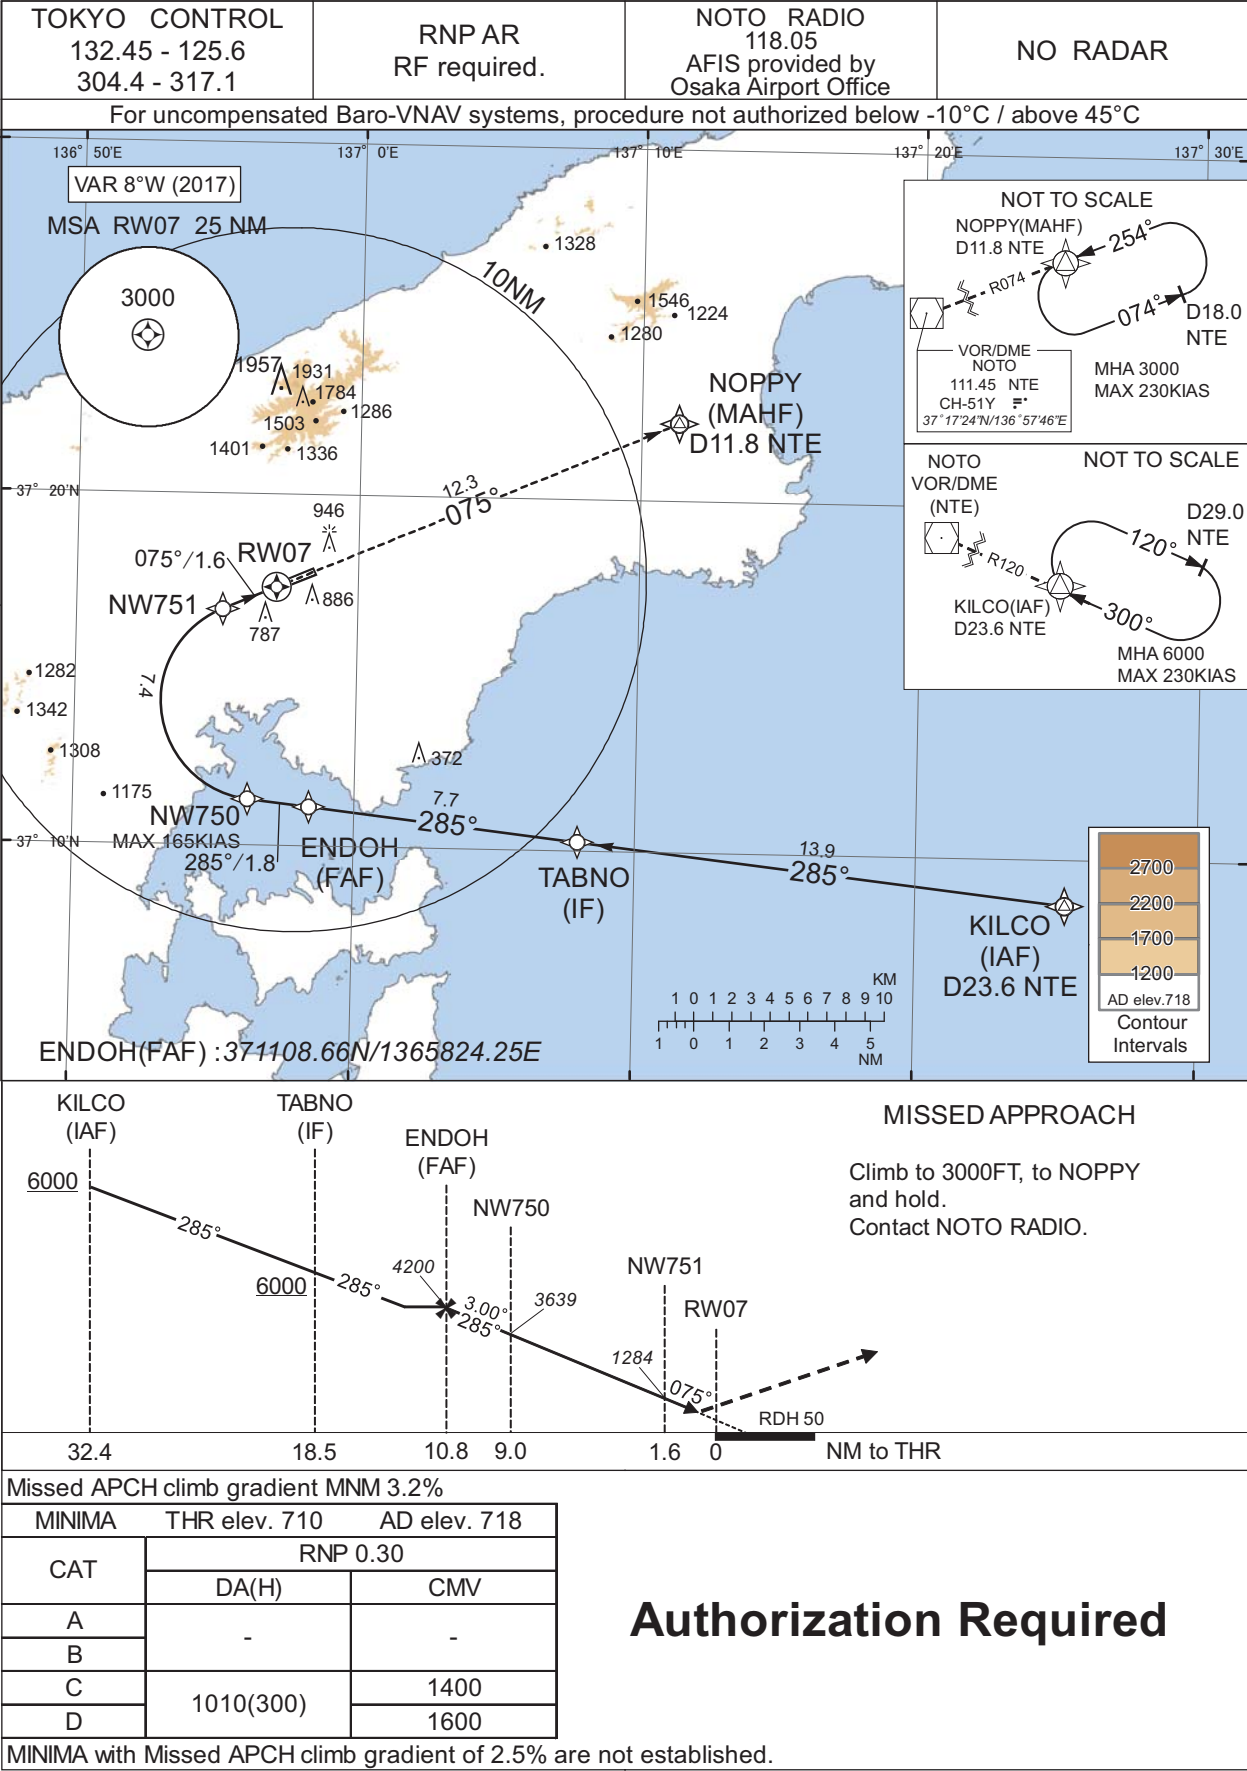 TOKYO CONTROL
132.45 - 125.6
304.4 - 317.1
RNP AR
RF required.
NOTO RADIO
118.05
AFIS provided by
Osaka Airport Office
NO RADAR
For uncompensated Baro-VNAV systems, procedure not authorized below -10°C / above 45°C
136° 50'E
137° 0'E
137° 10'E
137° 20'E
137° 30'E
VAR 8°W (2017)
MSA RW07 25 NM
3000
10NM
1328
1546
1224
1280
1957
1931
1784
1286
1503
1401
1336
NOPPY
(MAHF)
D11.8 NTE
37° 20'N
12.3
075°
946
RW07
075°/1.6
NW751
886
787
7.4
1282
1342
1308
1175
372
NW750
MAX 165KIAS
285°/1.8
37° 10'N
ENDOH
(FAF)
7.7
285°
TABNO
(IF)
13.9
285°
KILCO
(IAF)
D23.6 NTE
NOT TO SCALE
NOPPY(MAHF)
D11.8 NTE
254°
R074
074°
D18.0
NTE
VOR/DME
NOTO
111.45 NTE
CH-51Y
37°17'24"N/136°57'46"E
MHA 3000
MAX 230KIAS
NOT TO SCALE
NOTO
VOR/DME
(NTE)
D29.0
NTE
120°
R120
300°
KILCO(IAF)
D23.6 NTE
MHA 6000
MAX 230KIAS
2700
2200
1700
1200
AD elev.718
Contour
Intervals
KM
1 0 1 2 3 4 5 6 7 8 9 10
1 0 1 2 3 4 5
NM
ENDOH(FAF) :371108.66N/1365824.25E
KILCO
(IAF)
TABNO
(IF)
ENDOH
(FAF)
NW750
NW751
RW07
6000
285°
6000
285°
4200
3.00°
285°
3639
1284
075°
RDH 50
32.4
18.5
10.8
9.0
1.6
0
NM to THR
MISSED APPROACH
Climb to 3000FT, to NOPPY
and hold.
Contact NOTO RADIO.
Missed APCH climb gradient MNM 3.2%
MINIMA THR elev. 710 AD elev. 718
CAT
RNP 0.30
DA(H) CMV
A
B
- -
C
D
1010(300)
1400
1600
Authorization Required
MINIMA with Missed APCH climb gradient of 2.5% are not established.